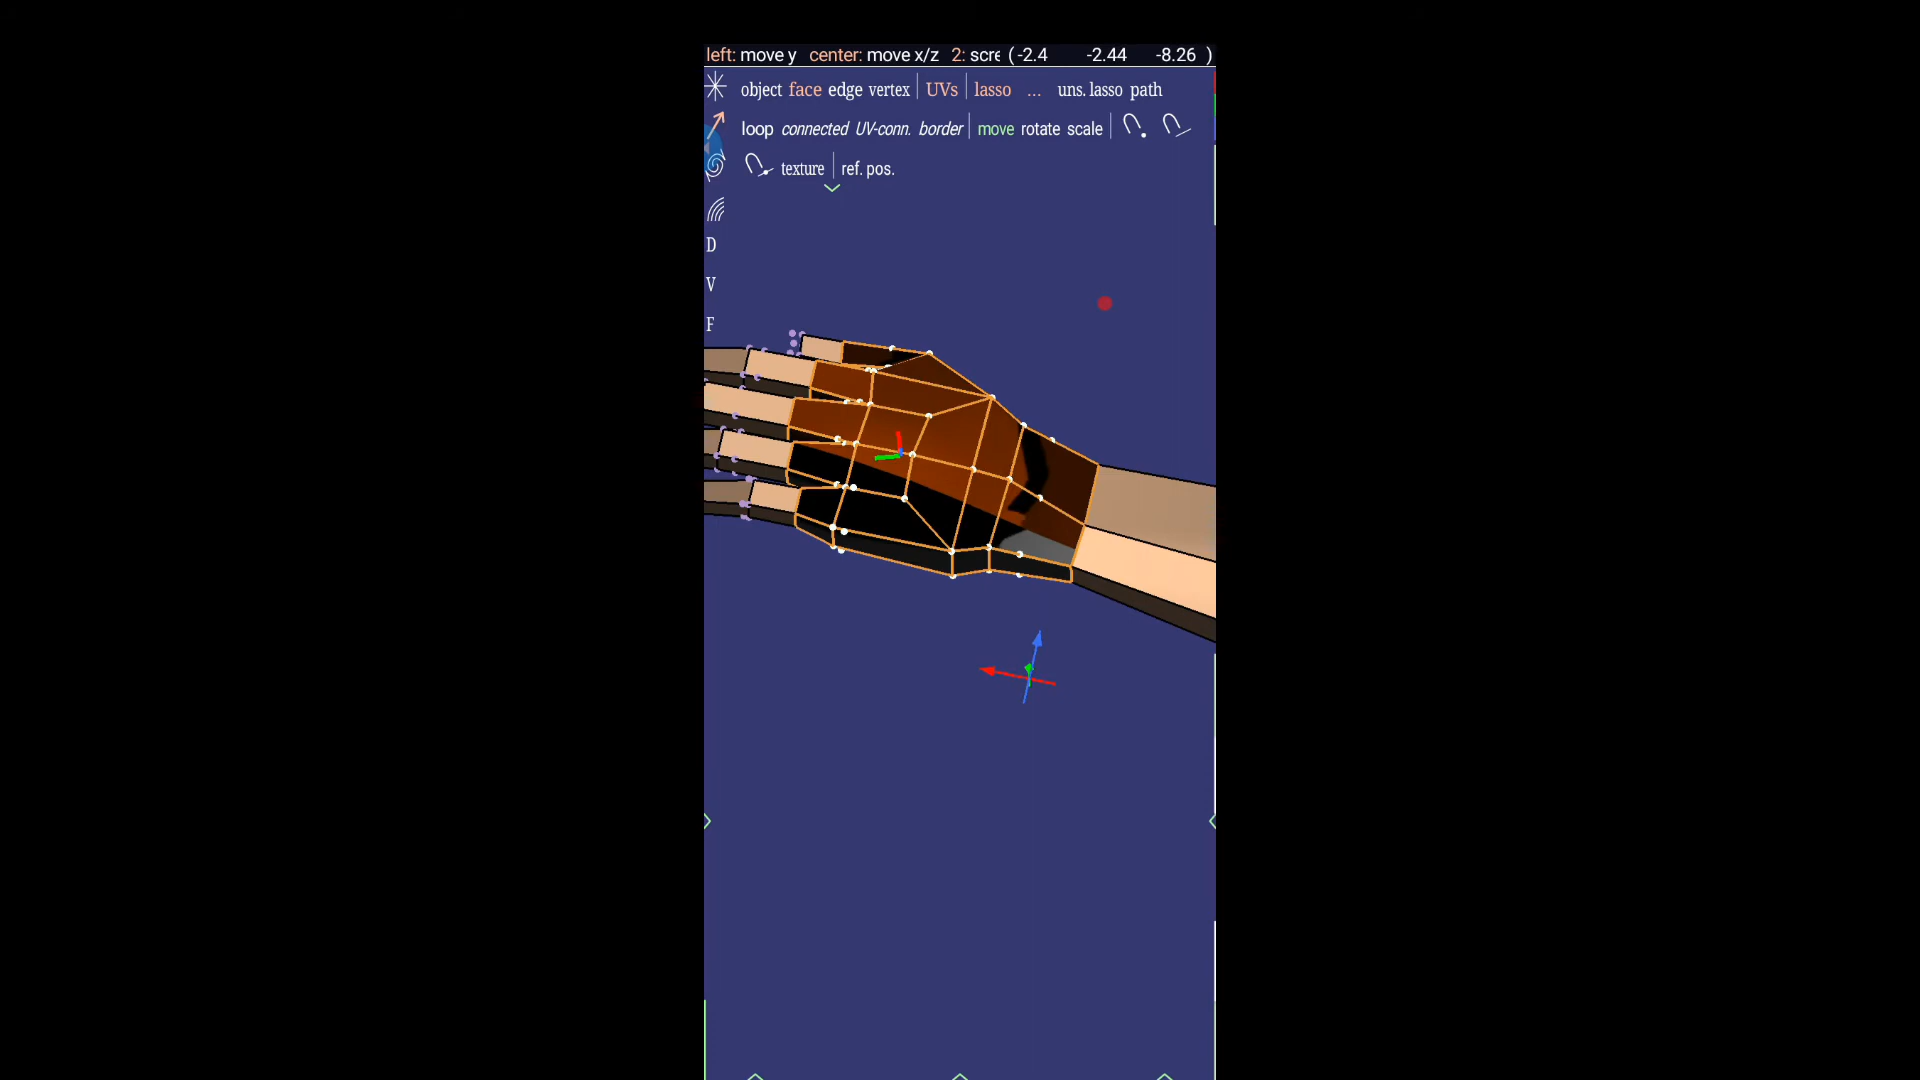 left: move y center: move x/z 2: scre (-2.4 -2.44 -8.26 )
object face edge vertex UVs lasso ... uns. lasso path
loop connected UV-conn. border move rotate scale
texture ref. pos.
D
V
F